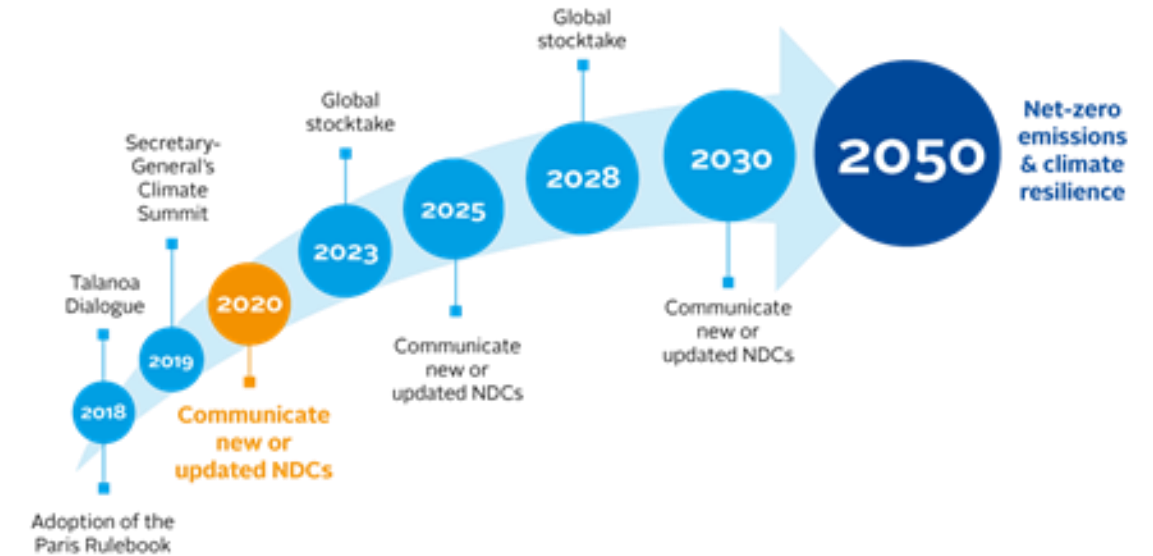 Global
stocktake
Global
stocktake
Secretary-
General's
Climate
Summit
Talanoa
Dialogue
2018
2019
2020
2023
2025
2028
2030
2050
Net-zero
emissions
& climate
resilience
Communicate
new or
updated NDCs
Communicate
new or
updated NDCs
Communicate
new or
updated NDCs
Adoption of the
Paris Rulebook